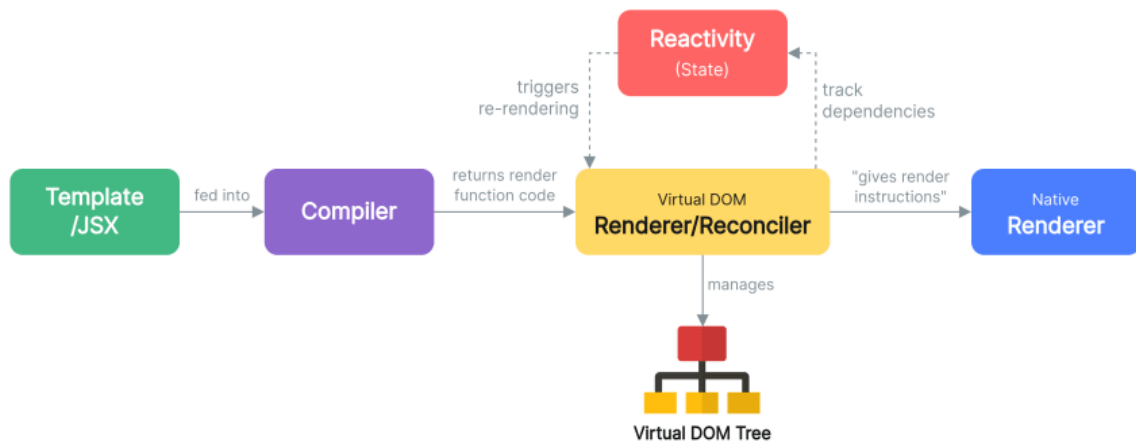 Reactivity
(State)
triggers
re-rendering
track
dependencies
Template
/JSX
fed into
Compiler
returns render
function code
Virtual DOM
Renderer/Reconciler
"gives render
instructions"
Native
Renderer
manages
Virtual DOM Tree